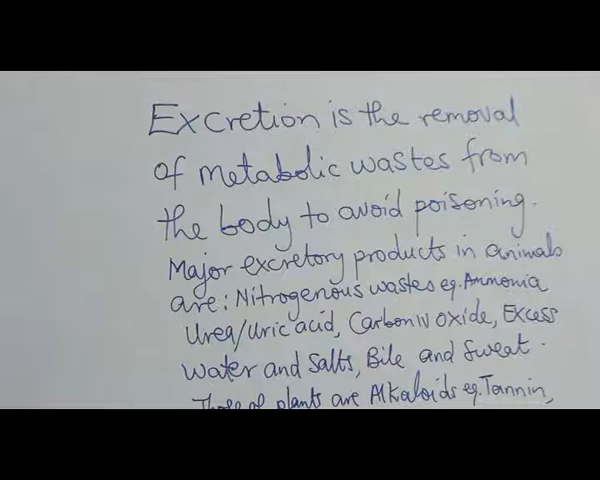 Excretion is the removal
of metabolic wastes from
the body to avoid poisoning.
Major excretory products in animals
are: Nitrogenous wastes eg. Ammonia
Urea/Uric acid, Carbon IV oxide, Excess
Water and Salts, Bile and Sweat.
Those of plants are Alkaloids eg. Tannin,